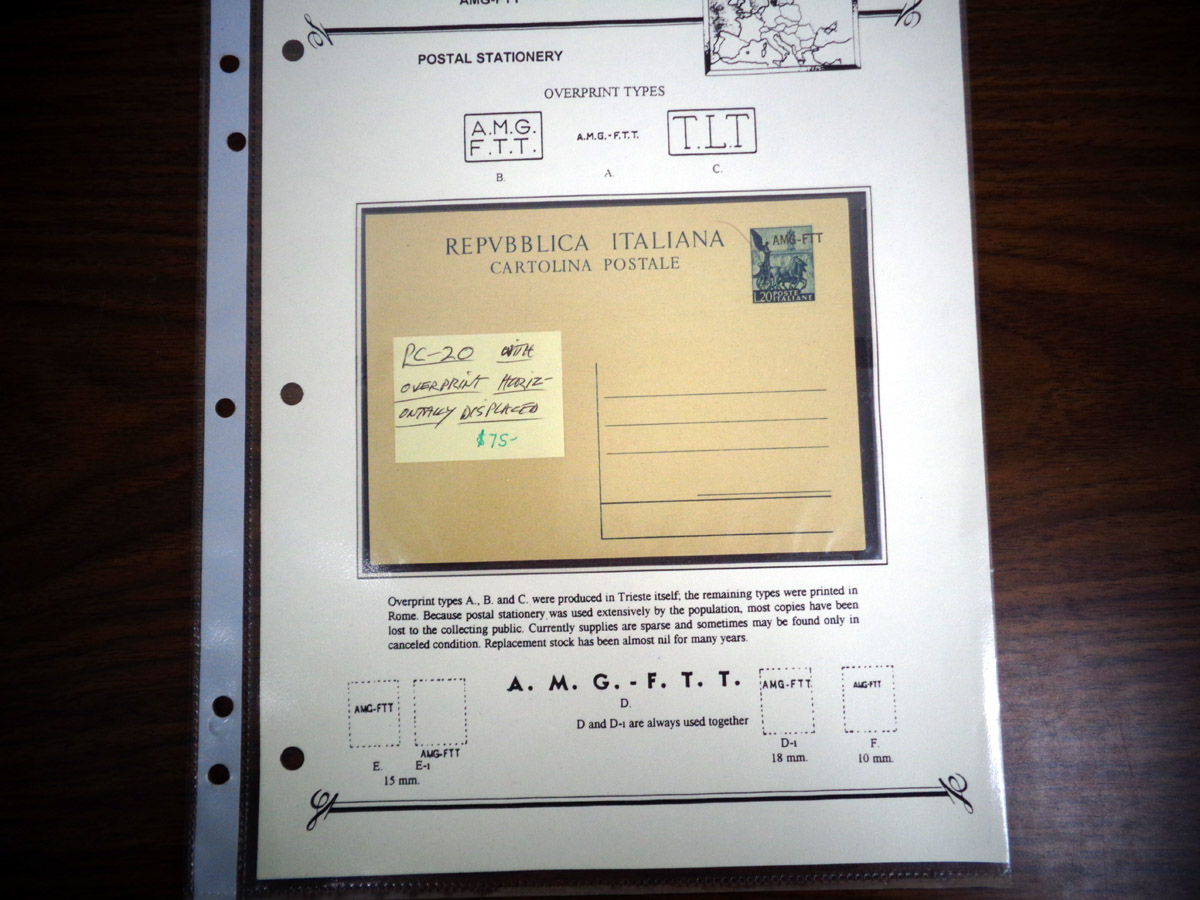 AMG-FTT
POSTAL STATIONERY
OVERPRINT TYPES
A.M.G.
F.T.T.
B.
A.M.G.-F.T.T.
A.
T.L.T
C.
REPVBBLICA ITALIANA
CARTOLINA POSTALE
AMG-FTT
L.20 POSTE
ITALIANE
PC-20 WITH
OVERPRINT HORIZ-
ONTALLY DISPLACED
$75-
Overprint types A., B. and C. were produced in Trieste itself; the remaining types were printed in
Rome. Because postal stationery was used extensively by the population, most copies have been
lost to the collecting public. Currently supplies are sparse and sometimes may be found only in
canceled condition. Replacement stock has been almost nil for many years.
AMG-FTT
E.
AMG-FTT
E-1
15 mm.
A. M. G. - F. T. T.
D.
D and D-1 are always used together
AMG-FTT
D-1
18 mm.
AMG-FTT
F.
10 mm.